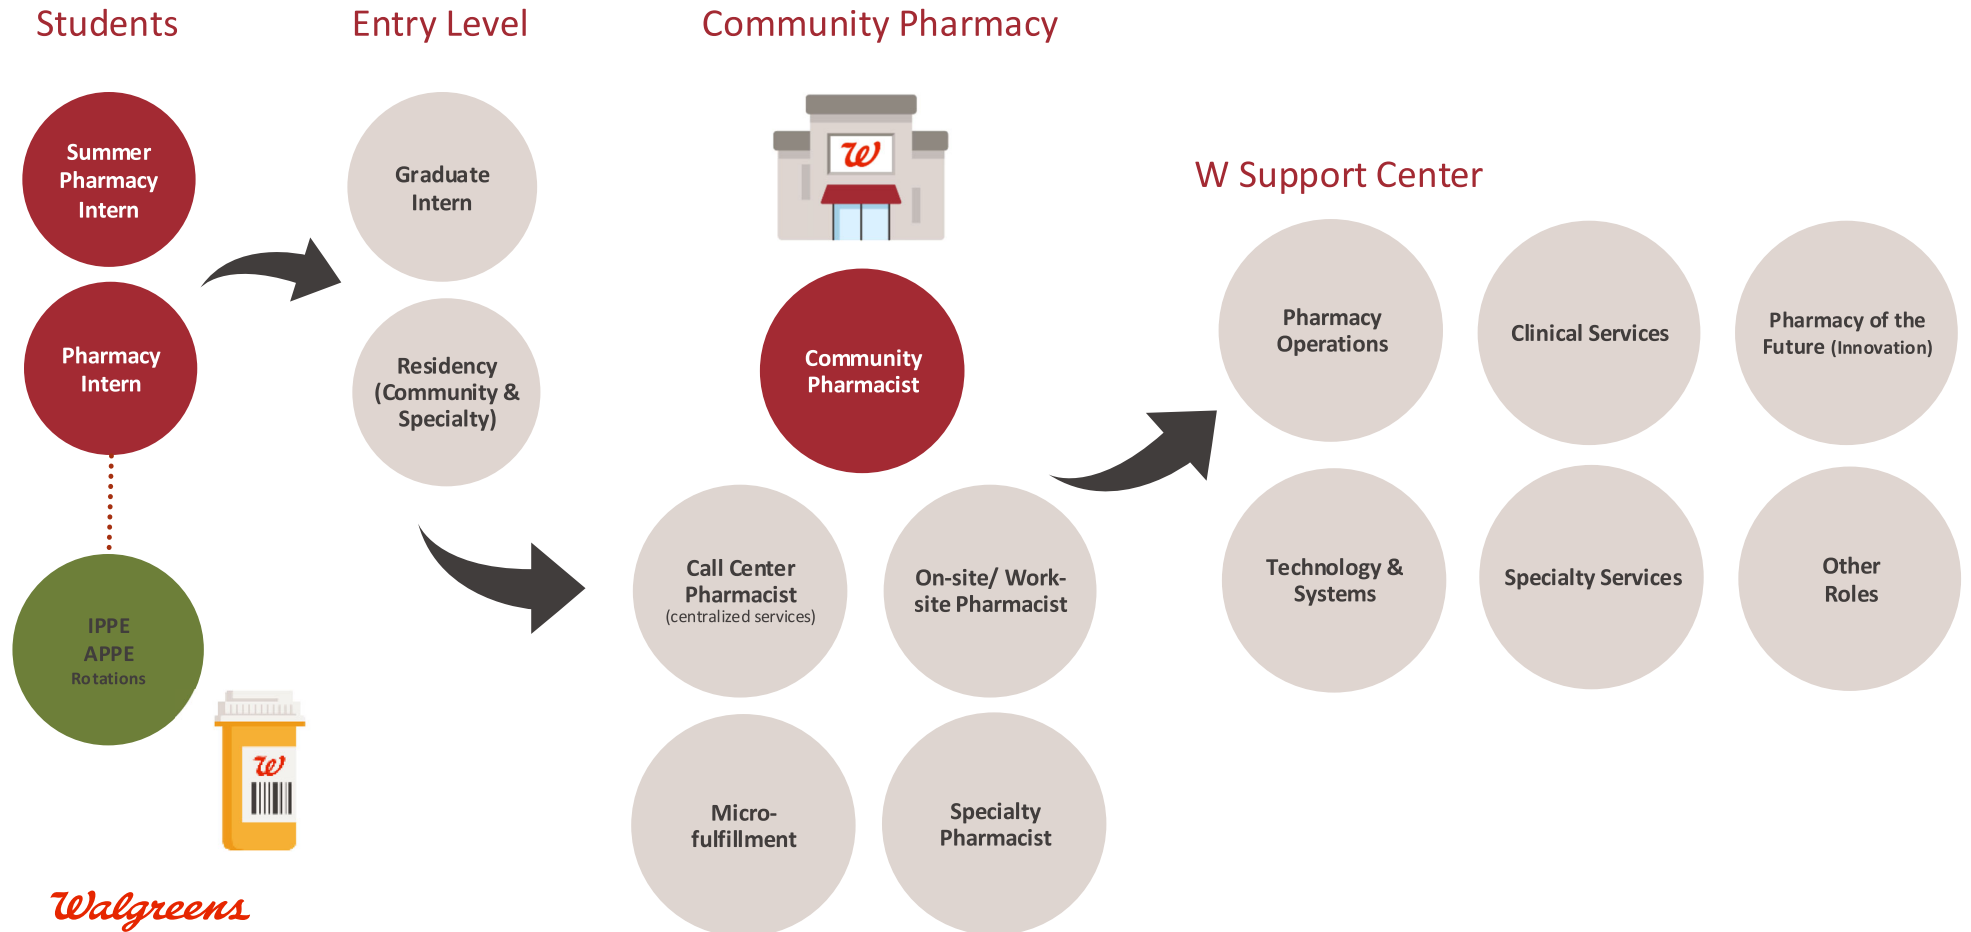 Students
Summer
Pharmacy
Intern
Pharmacy
Intern
IPPE
APPE
Rotations
W
Walgreens
Entry Level
Graduate
Intern
Residency
(Community &
Specialty)
Community Pharmacy
W
Community
Pharmacist
Call Center
Pharmacist
(centralized services)
On-site/ Work-
site Pharmacist
Micro-
fulfillment
Specialty
Pharmacist
W Support Center
Pharmacy
Operations
Clinical Services
Pharmacy of the
Future (Innovation)
Technology &
Systems
Specialty Services
Other
Roles